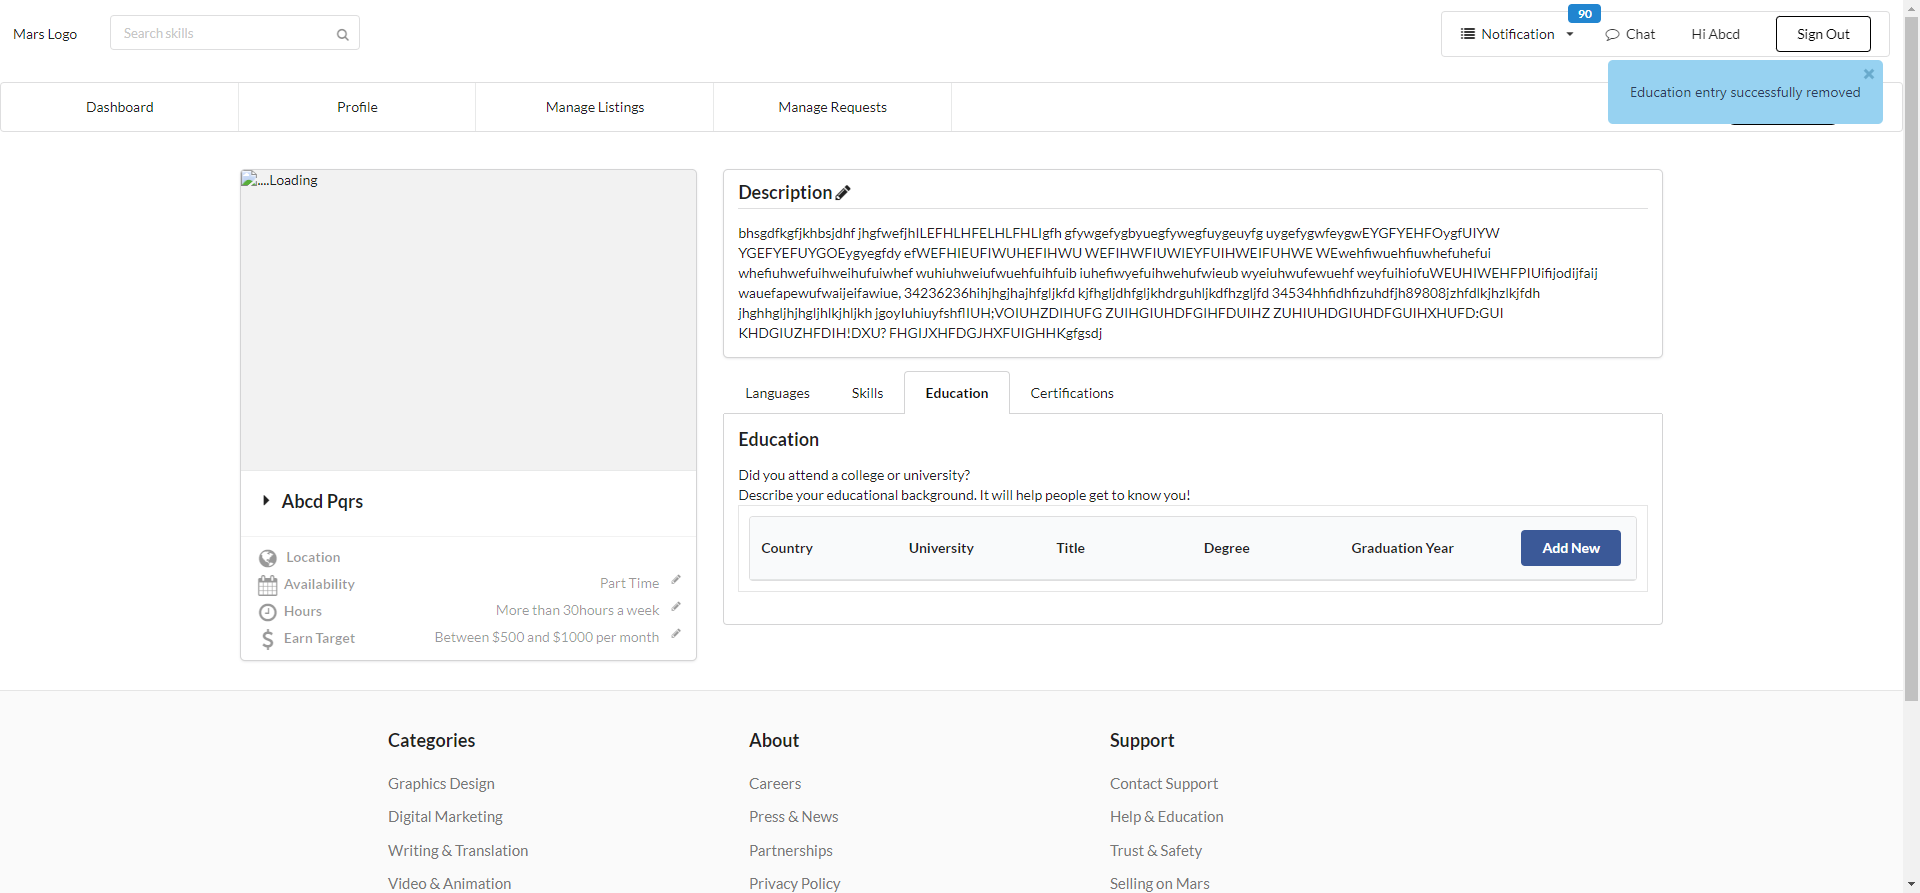 Mars Logo
Search skills
90
Notification
Chat
Hi Abcd
Sign Out
Education entry successfully removed
Dashboard
Profile
Manage Listings
Manage Requests
....Loading
Abcd Pqrs
Location
Availability
Part Time
Hours
More than 30hours a week
Earn Target
Between $500 and $1000 per month
Description
bhsgdfkgfjkhbsjdhf jhgfwefjhILEFHLHFELHLFHLIgfh gfywgefygbyuegfywegfuygeuyfg uygefygwfeygwEYGFYEHFOygfUIYW
YGEFYEFUYGOEygyegfdy efWEFHIEUFIWUHEFIHWU WEFIHWFIUWIEYFUIHWEIFUHWE WEwehfiwuehfiuwhefuhefui
whefiuhwefuihweihufuiwhef wuhiuhweiufwuehfuihfuib iuhefiwyefuihwehufwieub wyeiuhwufewuehf weyfuihiofuWEUHIWEHFPIUifijodijfaij
wauefapewufwaijeifawiue, 34236236hihjhgjhajhfgljkfd kjfhgljdhfgljkhdrguhljkdfhzgljfd 34534hhfidhfizuhdfjh89808jzhfdlkjhzlkjfdh
jhghhgljhjhgljhlkjhljkh jgoyIuhiuyfshflIUH;VOIUHZDIHUFG ZUIHGIUHDFGIHFDUIHZ ZUHIUHDGIUHDFGUIHXHUFD:GUI
KHDGIUZHFDIH!DXU? FHGIJXHFDGJHXFUIGHHKgfgsdj
Languages
Skills
Education
Certifications
Education
Did you attend a college or university?
Describe your educational background. It will help people get to know you!
Country
University
Title
Degree
Graduation Year
Add New
Categories
Graphics Design
Digital Marketing
Writing & Translation
Video & Animation
About
Careers
Press & News
Partnerships
Privacy Policy
Support
Contact Support
Help & Education
Trust & Safety
Selling on Mars